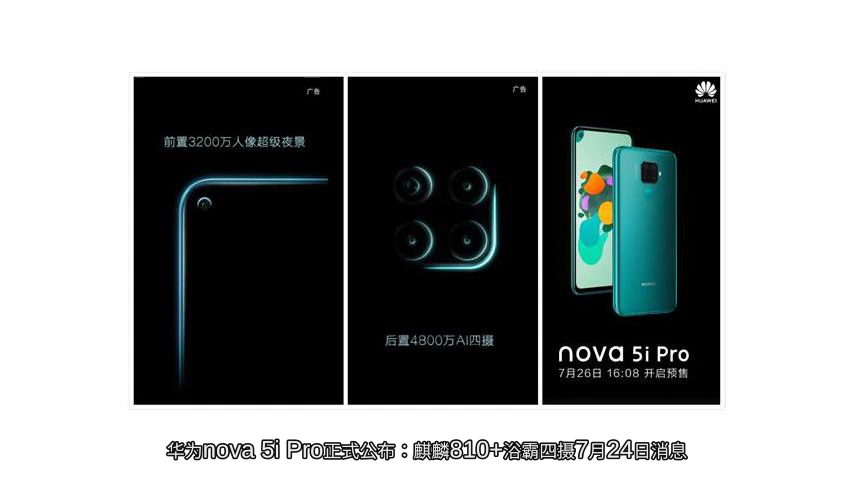 广告
前置3200万人像超级夜景
广告
后置4800万AI四摄
HUAWEI
HUAWEI
nova 5i Pro
7月26日 16:08 开启预售
华为nova 5i Pro正式公布：麒麟810+浴霸四摄7月24日消息